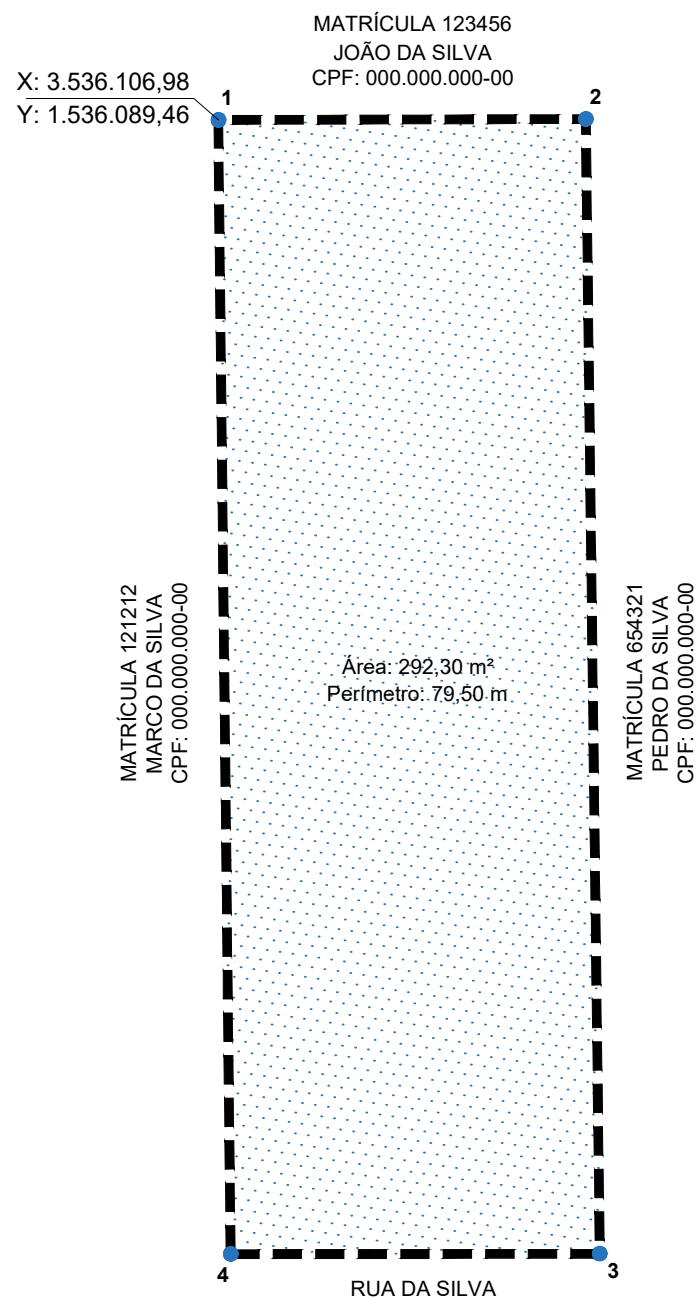 MATRÍCULA 123456
JOÃO DA SILVA
CPF: 000.000.000-00
X: 3.536.106,98
Y: 1.536.089,46
1
2
MATRÍCULA 121212
MARCO DA SILVA
CPF: 000.000.000-00
Área: 292,30 m²
Perímetro: 79,50 m
MATRÍCULA 654321
PEDRO DA SILVA
CPF: 000.000.000-00
4
3
RUA DA SILVA